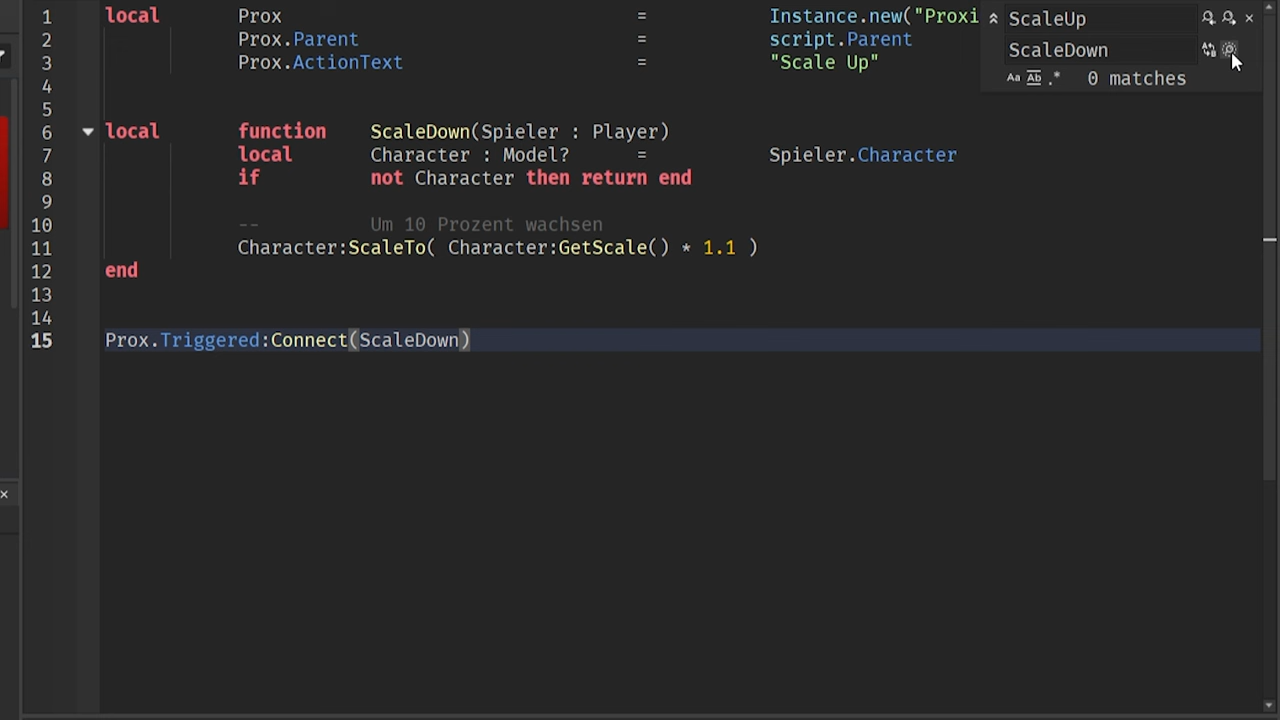 1 local Prox = Instance.new("Proxi
2 Prox.Parent = script.Parent
3 Prox.ActionText = "Scale Up"
4
5
6 local function ScaleDown(Spieler : Player)
7 local Character : Model? = Spieler.Character
8 if not Character then return end
9
10 -- Um 10 Prozent wachsen
11 Character:ScaleTo( Character:GetScale() * 1.1 )
12 end
13
14
15 Prox.Triggered:Connect(ScaleDown)
ScaleUp
ScaleDown
Aa Ab .* 0 matches